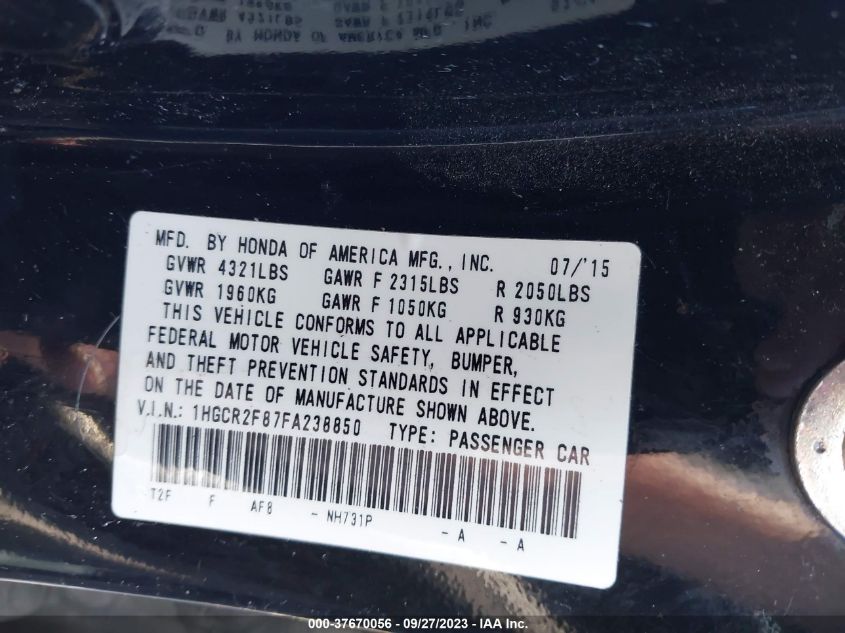 MFD. BY HONDA OF AMERICA MFG., INC. 07/'15
GVWR 4321LBS GAWR F 2315LBS R 2050LBS
GVWR 1960KG GAWR F 1050KG R 930KG
THIS VEHICLE CONFORMS TO ALL APPLICABLE
FEDERAL MOTOR VEHICLE SAFETY, BUMPER,
AND THEFT PREVENTION STANDARDS IN EFFECT
ON THE DATE OF MANUFACTURE SHOWN ABOVE.
V.I.N.: 1HGCR2F87FA238850 TYPE: PASSENGER CAR
T2F F AF8 - NH731P - A - A
000-37670056 - 09/27/2023 - IAA Inc.